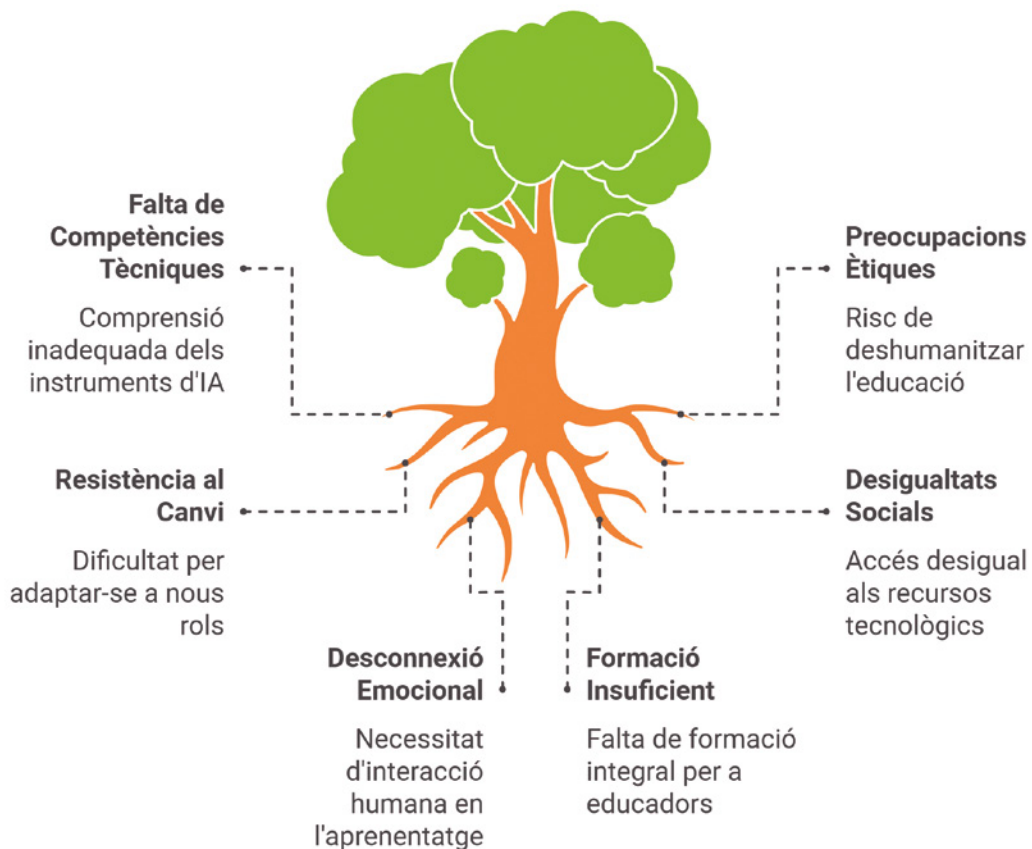 Falta de
Competències
Tècniques
Comprensió
inadequada dels
instruments d'IA
Resistència al
Canvi
Dificultat per
adaptar-se a nous
rols
Desconnexió
Emocional
Necessitat
d'interacció
humana en
l'aprenentatge
Formació
Insuficient
Falta de formació
integral per a
educadors
Preocupacions
Ètiques
Risc de
deshumanitzar
l'educació
Desigualtats
Socials
Accés desigual
als recursos
tecnològics